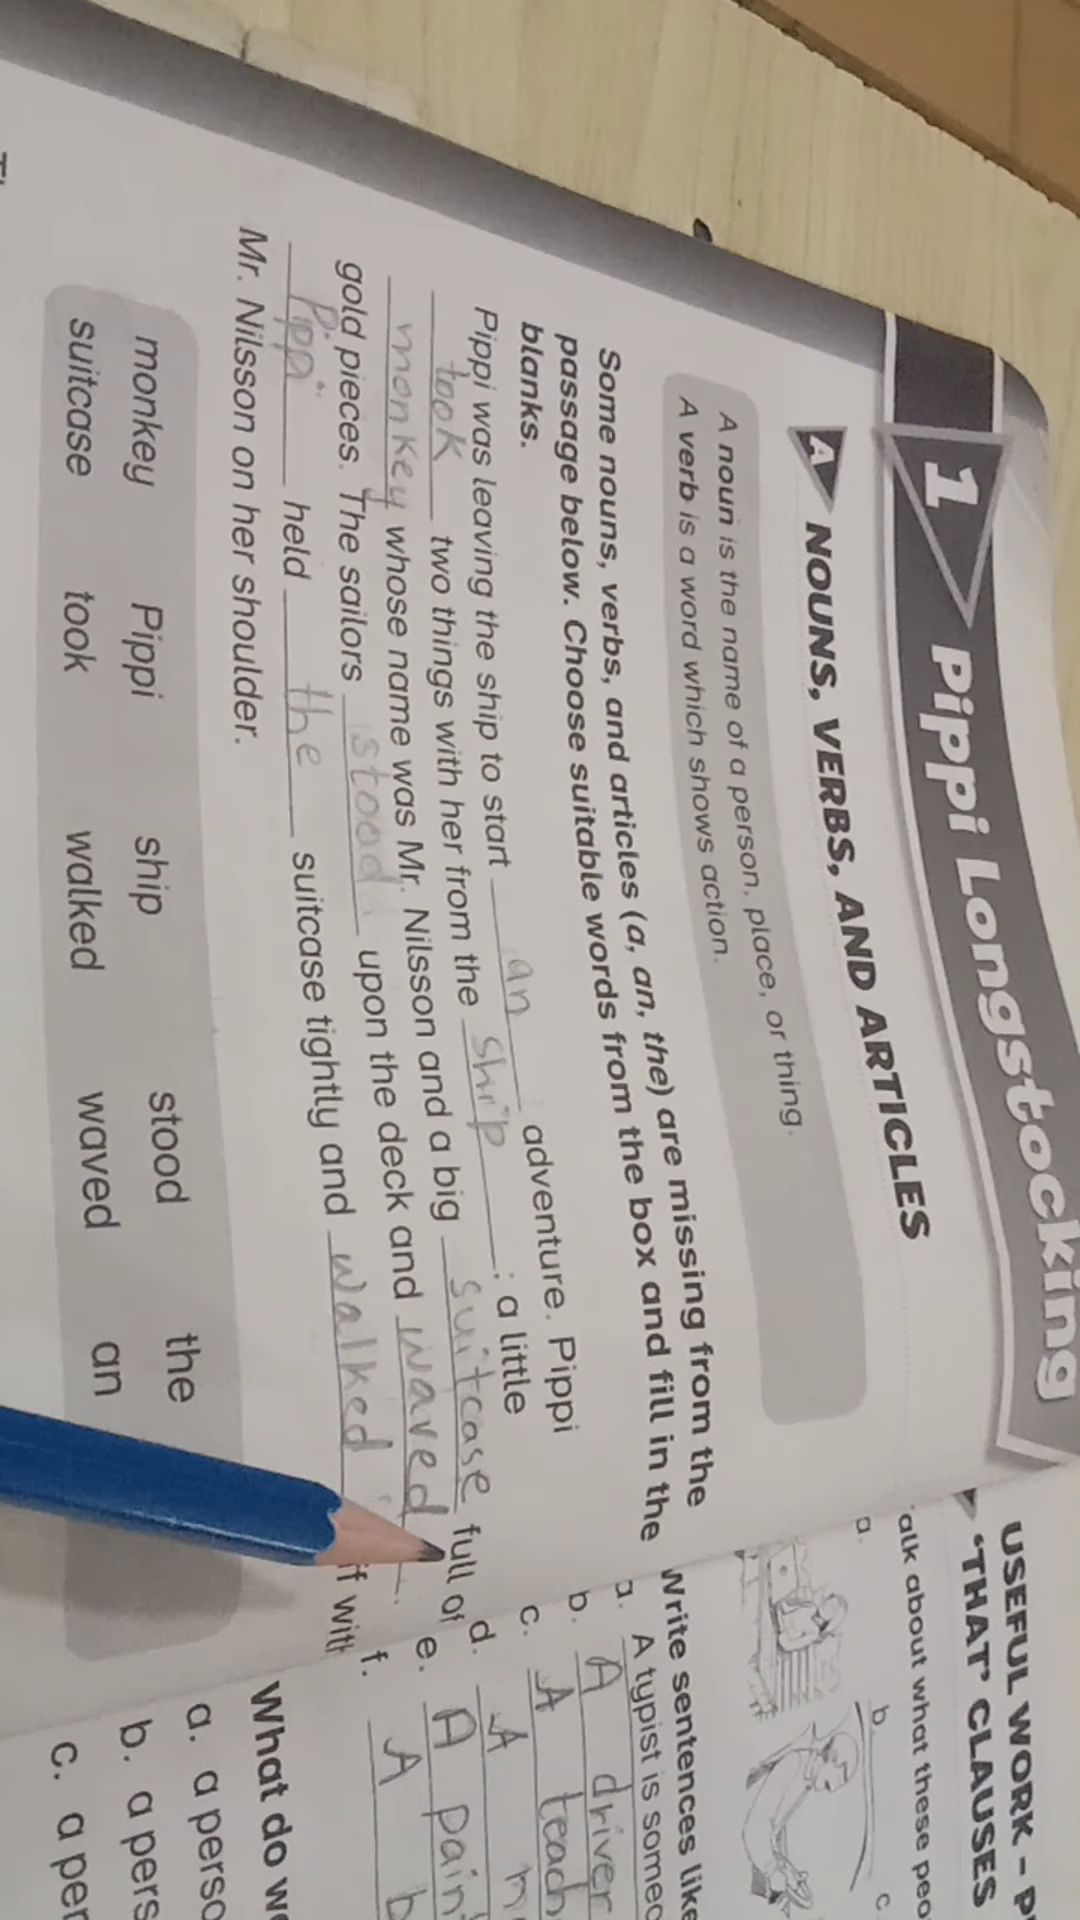 1 Pippi Longstocking
A NOUNS, VERBS, AND ARTICLES
A noun is the name of a person, place, or thing.
A verb is a word which shows action.
Some nouns, verbs, and articles (a, an, the) are missing from the
passage below. Choose suitable words from the box and fill in the
blanks.
Pippi was leaving the ship to start an adventure. Pippi
took two things with her from the ship : a little
monkey whose name was Mr. Nilsson and a big suitcase full of
gold pieces. The sailors stood upon the deck and waved.
Pippi held the suitcase tightly and walked with
Mr. Nilsson on her shoulder.
monkey Pippi ship stood the
suitcase took walked waved an
USEFUL WORK –
'THAT' CLAUSES
alk about what these peo
a.
b.
c.
Write sentences like
a. A typist is someo
b. A driver
c. A teach
d. A
e. A pain
f. A b
What do we
a. a perso
b. a pers
c. a per